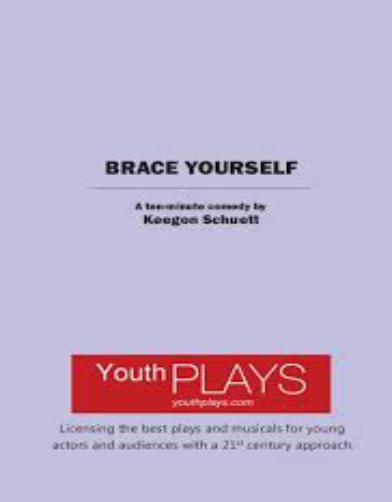 BRACE YOURSELF
A ten-minute comedy by
Keegon Schuett
Youth PLAYS
youthplays.com
Licensing the best plays and musicals for young
actors and audiences with a 21st century approach